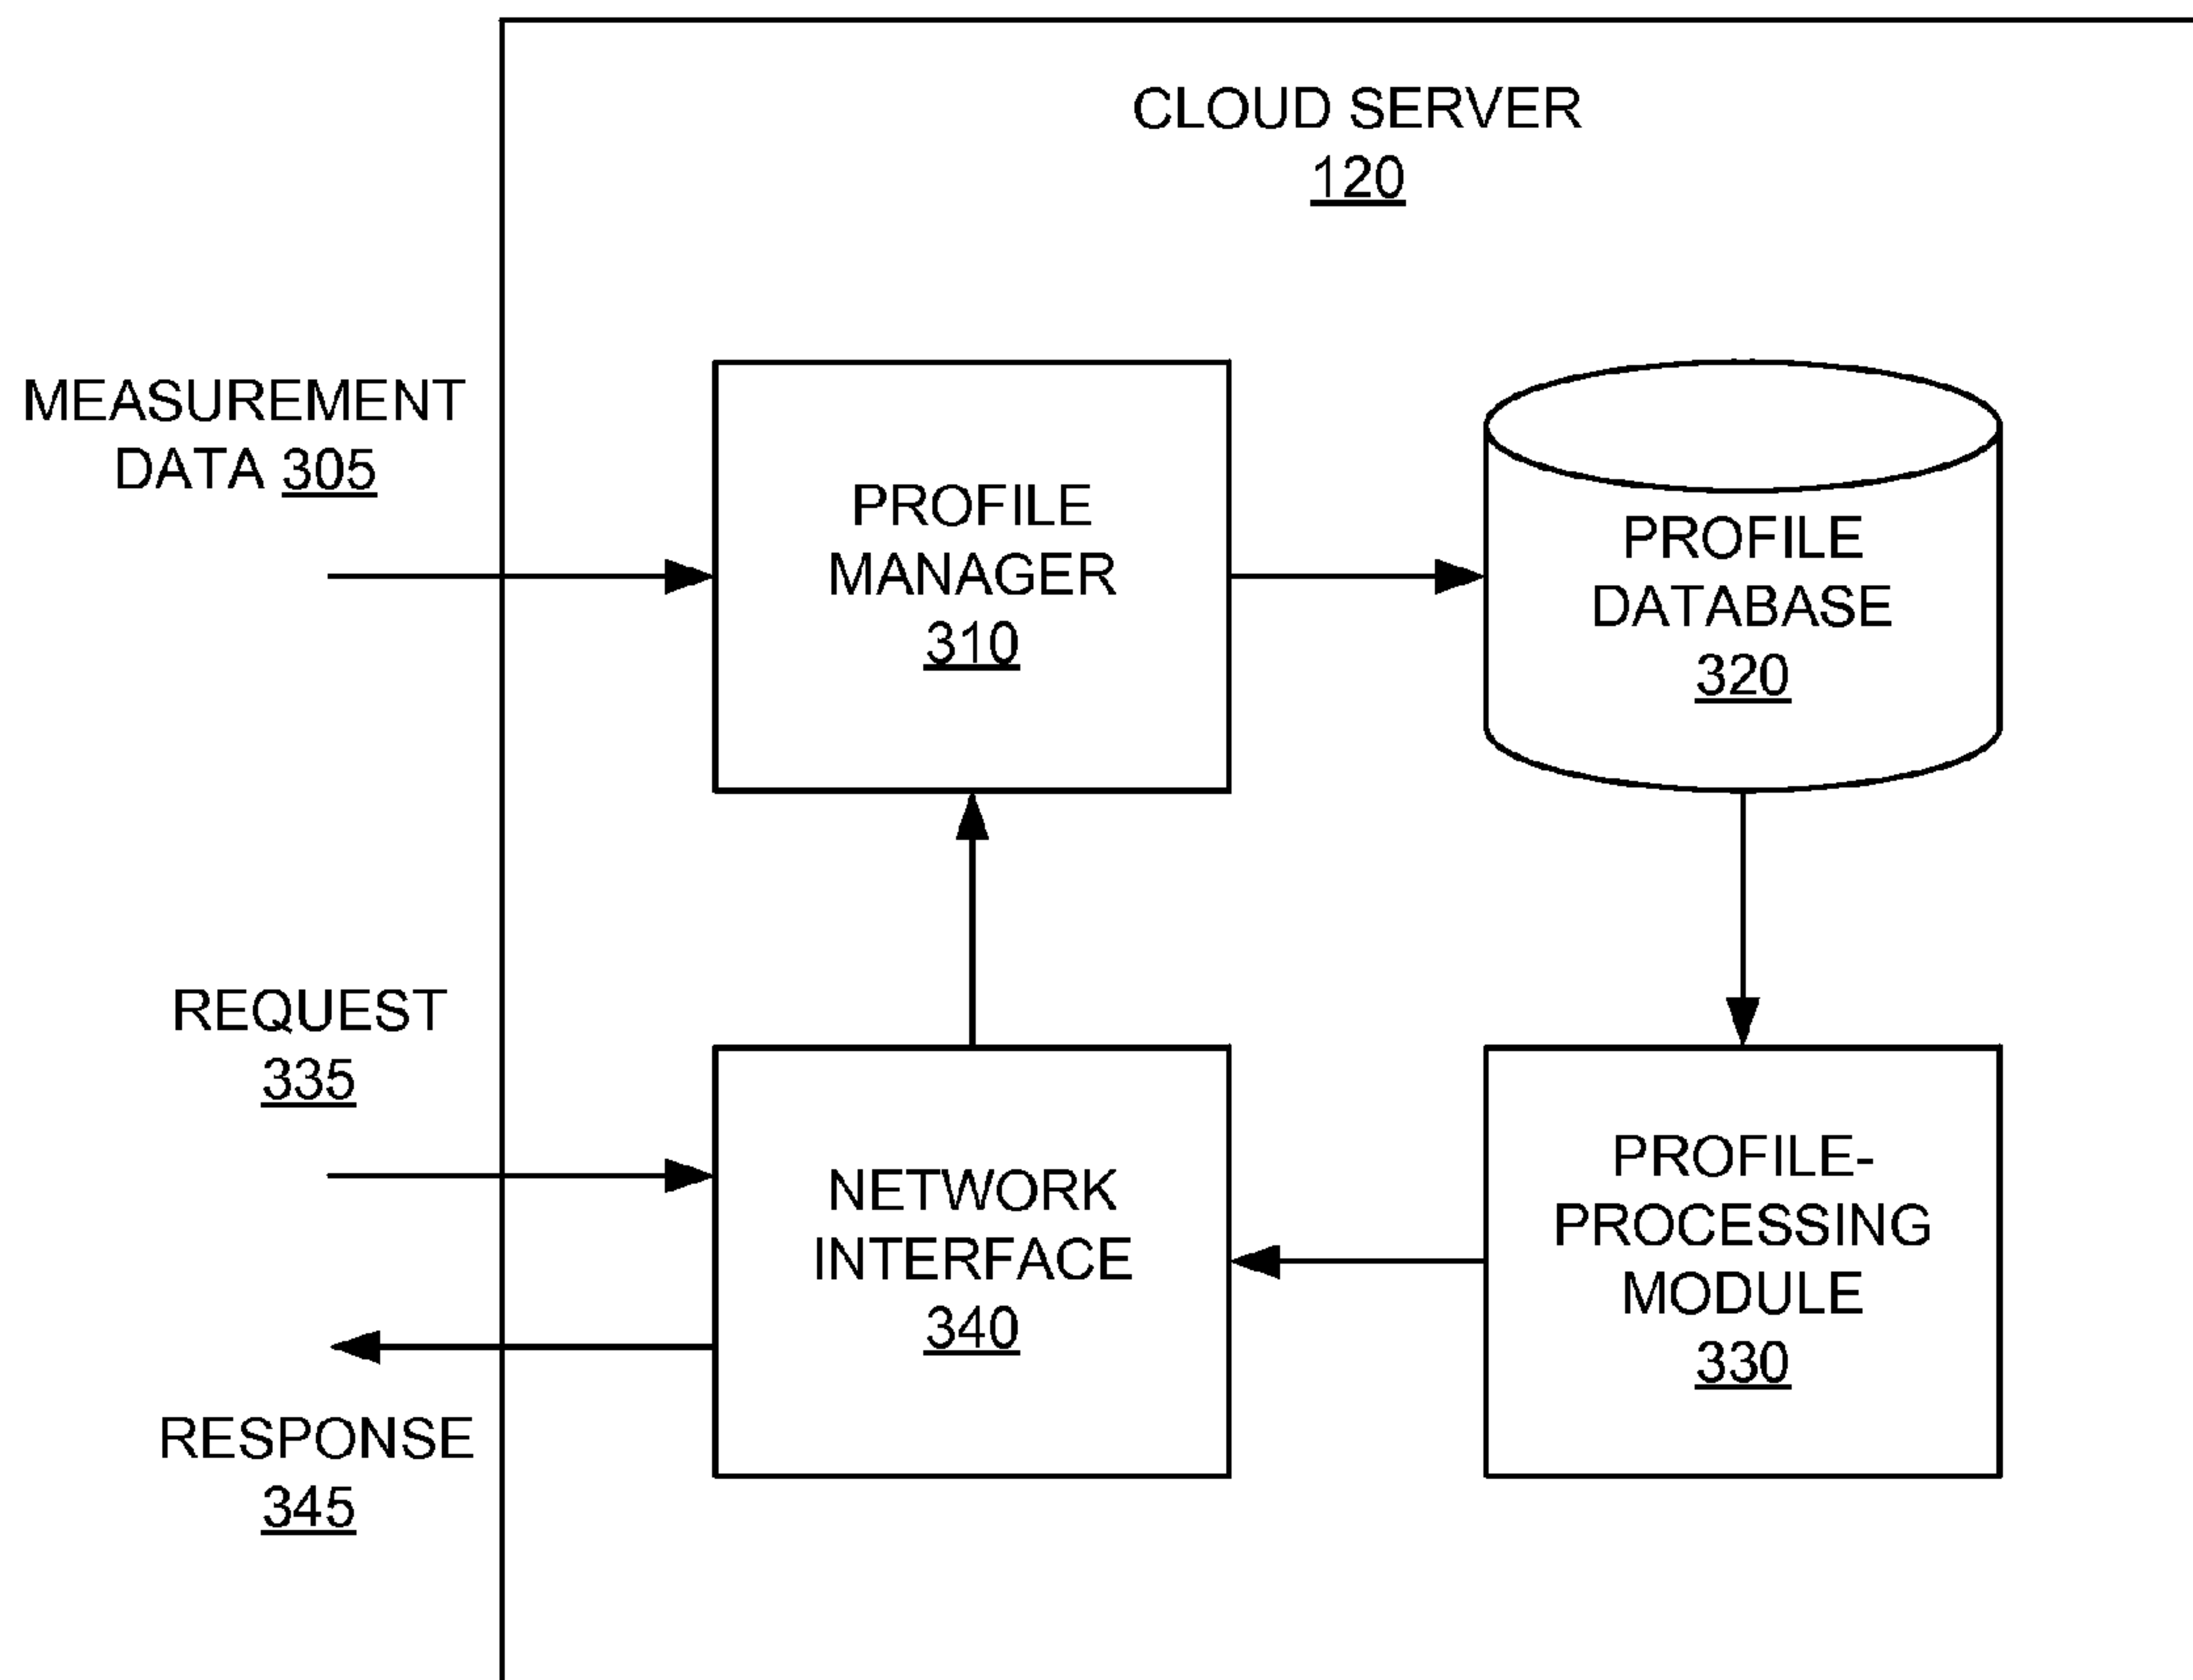 CLOUD SERVER
120
MEASUREMENT
DATA 305
PROFILE
MANAGER
310
PROFILE
DATABASE
320
REQUEST
335
NETWORK
INTERFACE
340
PROFILE-
PROCESSING
MODULE
330
RESPONSE
345